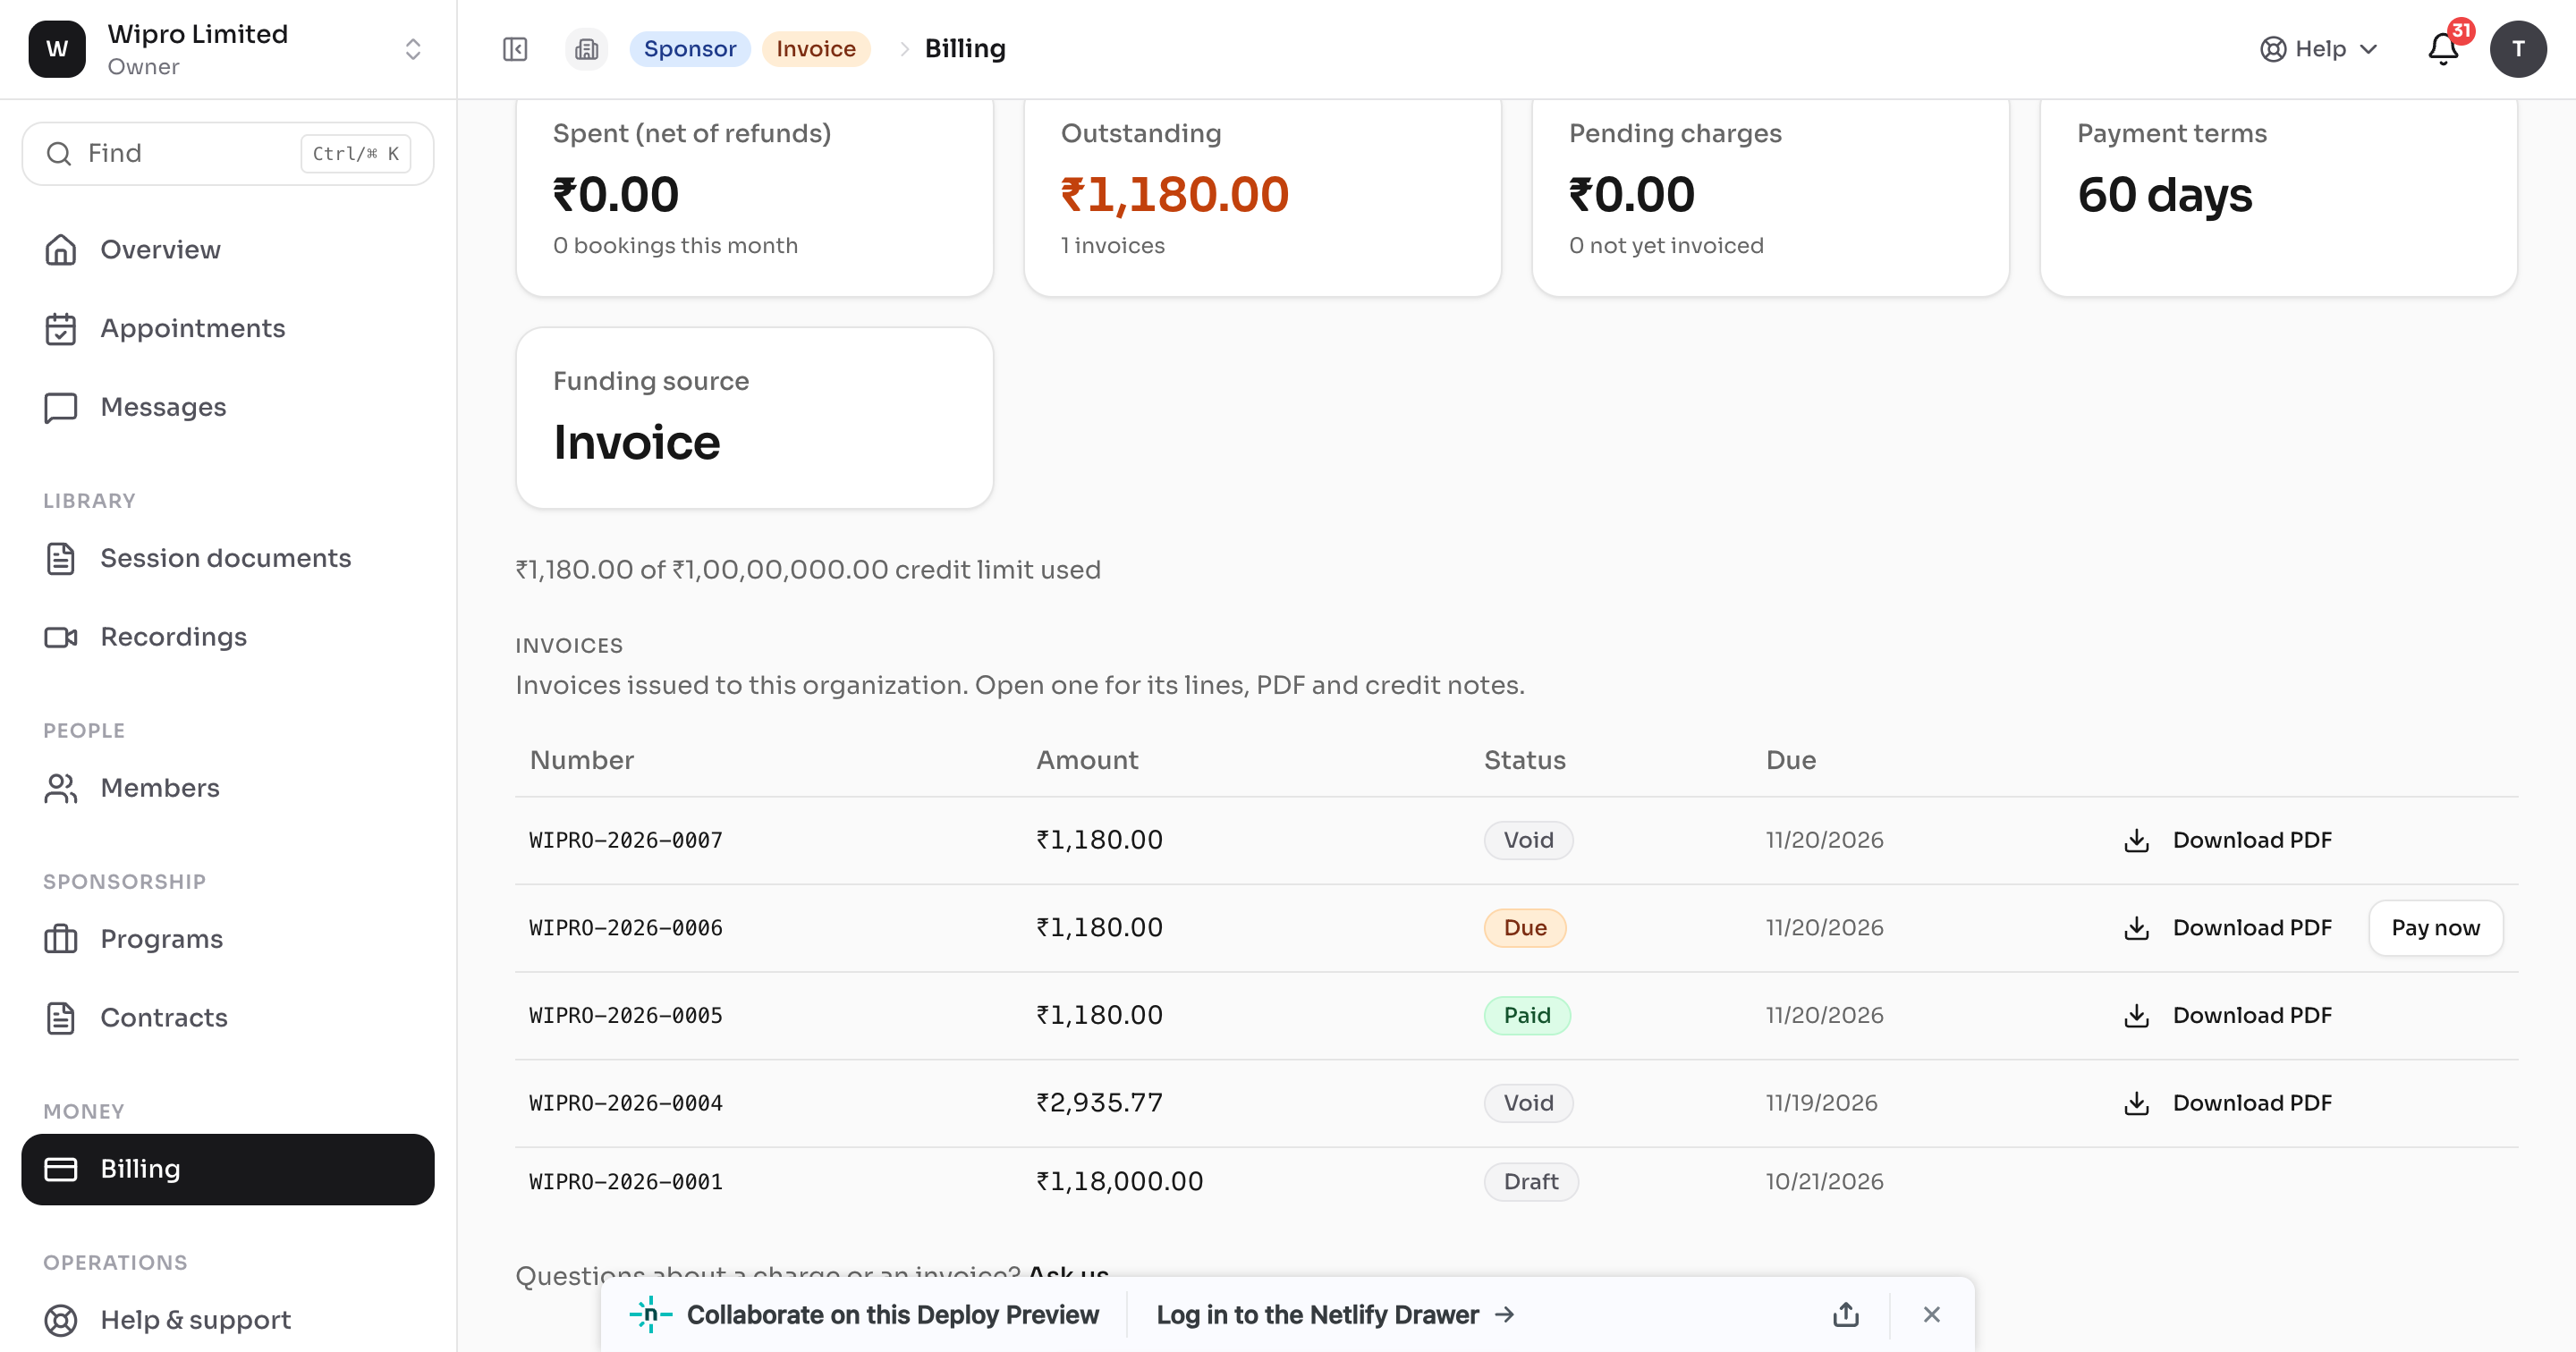 W
Wipro Limited
Owner
Find
Ctrl/⌘ K
Overview
Appointments
Messages
LIBRARY
Session documents
Recordings
PEOPLE
Members
SPONSORSHIP
Programs
Contracts
MONEY
Billing
OPERATIONS
Help & support
Sponsor
Invoice
Billing
Help
31
T
Spent (net of refunds)
₹0.00
0 bookings this month
Outstanding
₹1,180.00
1 invoices
Pending charges
₹0.00
0 not yet invoiced
Payment terms
60 days
Funding source
Invoice
₹1,180.00 of ₹1,00,00,000.00 credit limit used
INVOICES
Invoices issued to this organization. Open one for its lines, PDF and credit notes.
Number Amount Status Due
WIPRO-2026-0007 ₹1,180.00 Void 11/20/2026 Download PDF
WIPRO-2026-0006 ₹1,180.00 Due 11/20/2026 Download PDF Pay now
WIPRO-2026-0005 ₹1,180.00 Paid 11/20/2026 Download PDF
WIPRO-2026-0004 ₹2,935.77 Void 11/19/2026 Download PDF
WIPRO-2026-0001 ₹1,18,000.00 Draft 10/21/2026
Questions about a charge or an invoice? Ask us
Collaborate on this Deploy Preview
Log in to the Netlify Drawer →